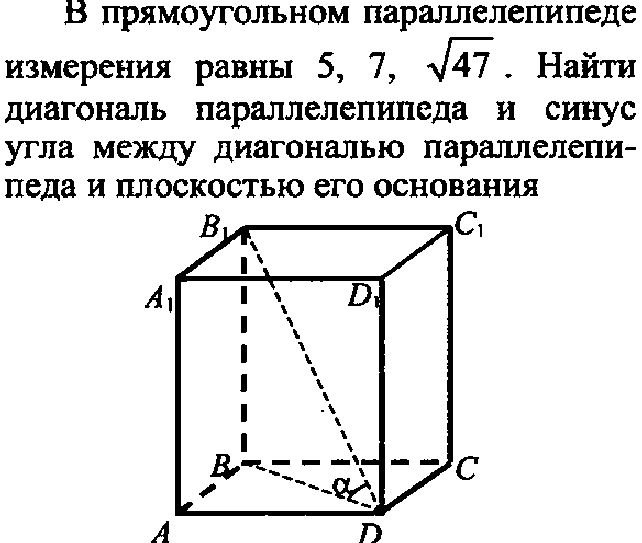 В прямоугольном параллелепипеде
измерения равны 5, 7, √47 . Найти
диагональ параллелепипеда и синус
угла между диагональю параллелепи-
педа и плоскостью его основания
B₁ C₁
A₁ D₁
B C
α
A D